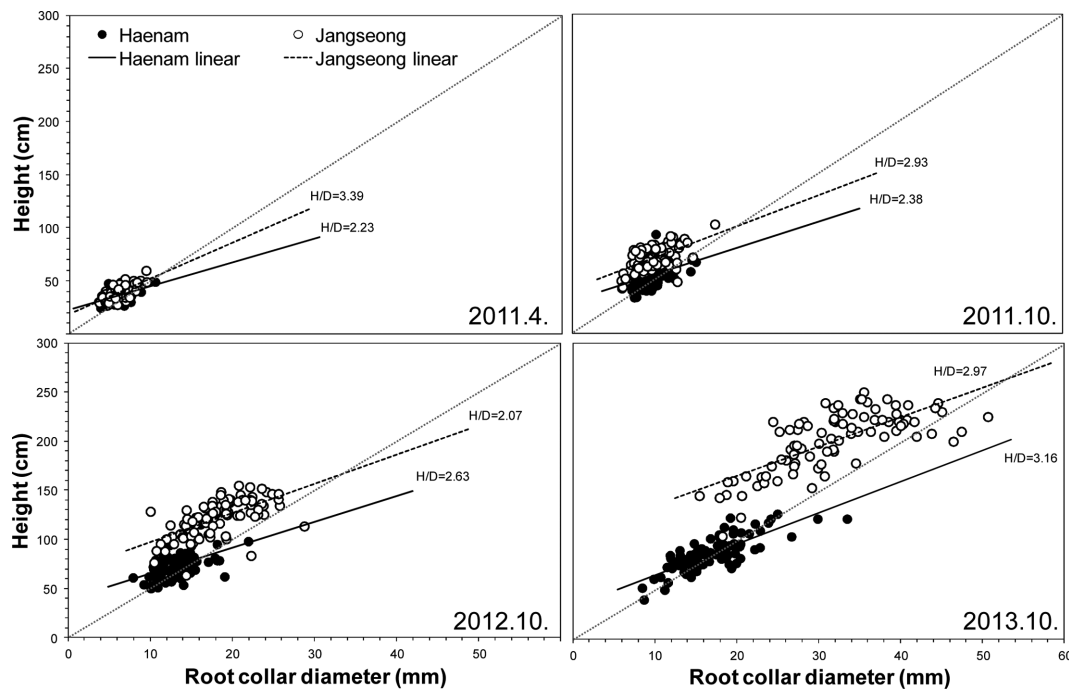 300
250
200
150
100
50
0
Height (cm)
Haenam
Jangseong
Haenam linear
Jangseong linear
H/D=3.39
H/D=2.23
2011.4.
H/D=2.93
H/D=2.38
2011.10.
300
250
200
150
100
50
0
Height (cm)
H/D=2.07
H/D=2.63
2012.10.
0 10 20 30 40 50
Root collar diameter (mm)
H/D=2.97
H/D=3.16
2013.10.
0 10 20 30 40 50 60
Root collar diameter (mm)